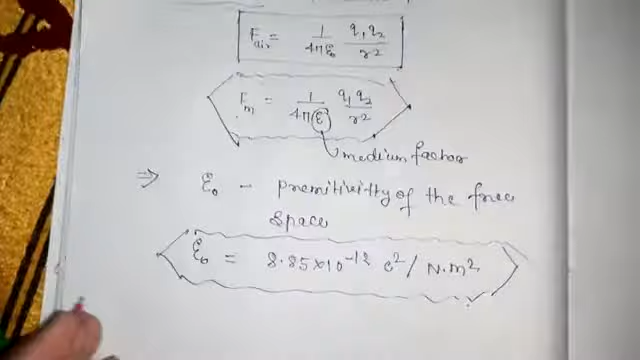 F_air = 1/4πε₀ q₁q₂/r²
F_m = 1/4πε q₁q₂/r²
medium factor
⇒ ε₀ - premitivitty of the free
space
ε₀ = 8.85×10⁻¹² c²/N.m²